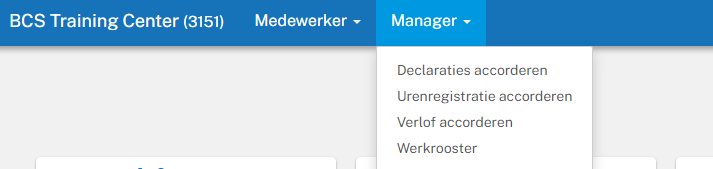 BCS Training Center (3151) Medewerker Manager
Declaraties accorderen
Urenregistratie accorderen
Verlof accorderen
Werkrooster